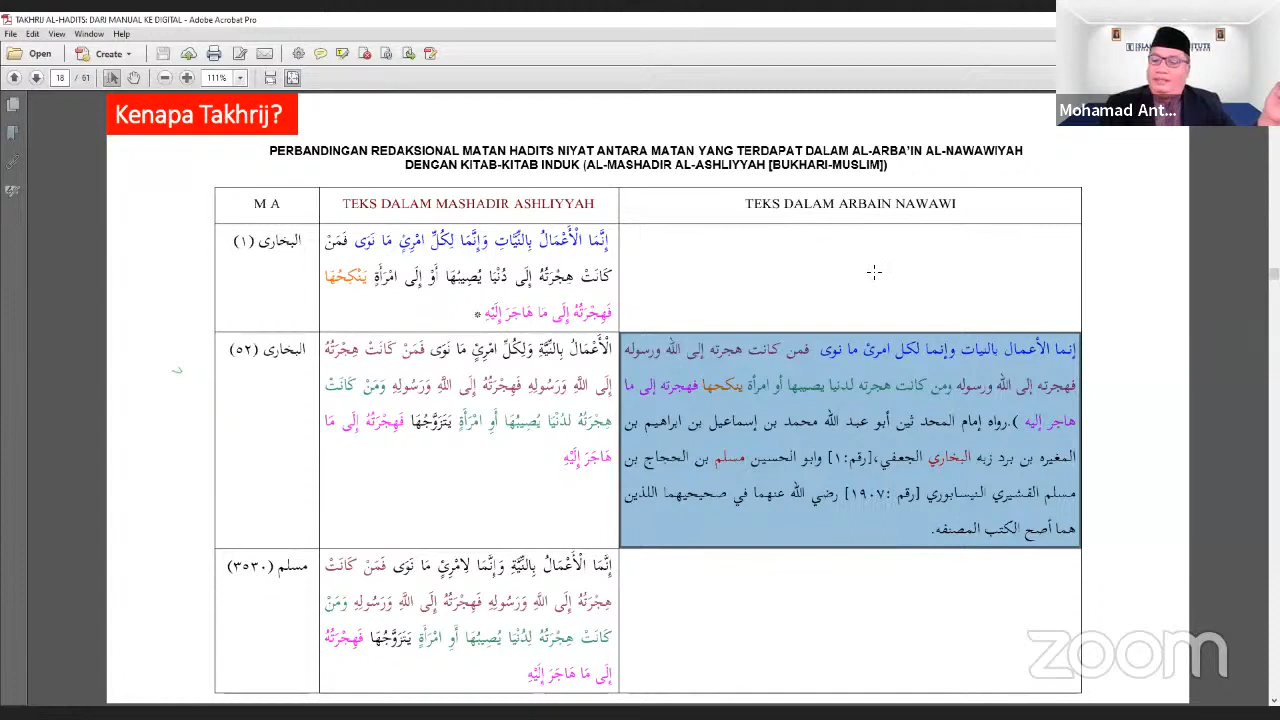 TAKHRIJ AL-HADITS: DARI MANUAL KE DIGITAL - Adobe Acrobat Pro
File Edit View Window Help
Open Create
18 / 61 111%
Mohamad Ant...
Kenapa Takhrij?
PERBANDINGAN REDAKSIONAL MATAN HADITS NIYAT ANTARA MATAN YANG TERDAPAT DALAM AL-ARBA'IN AL-NAWAWIYAH
DENGAN KITAB-KITAB INDUK (AL-MASHADIR AL-ASHLIYYAH [BUKHARI-MUSLIM])
M A
TEKS DALAM MASHADIR ASHLIYYAH
TEKS DALAM ARBAIN NAWAWI
البخارى (١)
إِنَّمَا الْأَعْمَالُ بِالنِّيَّاتِ وَإِنَّمَا لِكُلِّ امْرِئٍ مَا نَوَى فَمَنْ
كَانَتْ هِجْرَتُهُ إِلَى دُنْيَا يُصِيبُهَا أَوْ إِلَى امْرَأَةٍ يَنْكِحُهَا
فَهِجْرَتُهُ إِلَى مَا هَاجَرَ إِلَيْهِ *
البخارى (٥٢)
الْأَعْمَالُ بِالنِّيَّةِ وَلِكُلِّ امْرِئٍ مَا نَوَى فَمَنْ كَانَتْ هِجْرَتُهُ
إِلَى اللَّهِ وَرَسُولِهِ فَهِجْرَتُهُ إِلَى اللَّهِ وَرَسُولِهِ وَمَنْ كَانَتْ
هِجْرَتُهُ لدُنْيَا يُصِيبُهَا أَوِ امْرَأَةٍ يَتَزَوَّجُهَا فَهِجْرَتُهُ إِلَى مَا
هَاجَرَ إِلَيْهِ
إنما الأعمال بالنيات وإنما لكل امرئ ما نوى فمن كانت هجرته إلى الله ورسوله
فهجرته إلى الله ورسوله ومن كانت هجرته لدنيا يصيبها أو امرأة ينكحها فهجرته إلى ما
هاجر إليه ).رواه إمام المحد ثين أبو عبد الله محمد بن إسماعيل بن ابراهيم بن
المغيره بن برد زبه البخاري الجعفي،[رقم:١] وابو الحسين مسلم بن الحجاج بن
مسلم القشيري النيسابوري [رقم :١٩٠٧] رضي الله عنهما في صحيحيهما اللذين
هما أصح الكتب المصنفه.
مسلم (٣٥٣٠)
إِنَّمَا الْأَعْمَالُ بِالنِّيَّةِ وَإِنَّمَا لِامْرِئٍ مَا نَوَى فَمَنْ كَانَتْ
هِجْرَتُهُ إِلَى اللَّهِ وَرَسُولِهِ فَهِجْرَتُهُ إِلَى اللَّهِ وَرَسُولِهِ وَمَنْ
كَانَتْ هِجْرَتُهُ لِدُنْيَا يُصِيبُهَا أَوِ امْرَأَةٍ يَتَزَوَّجُهَا فَهِجْرَتُهُ
إِلَى مَا هَاجَرَ إِلَيْهِ
zoom